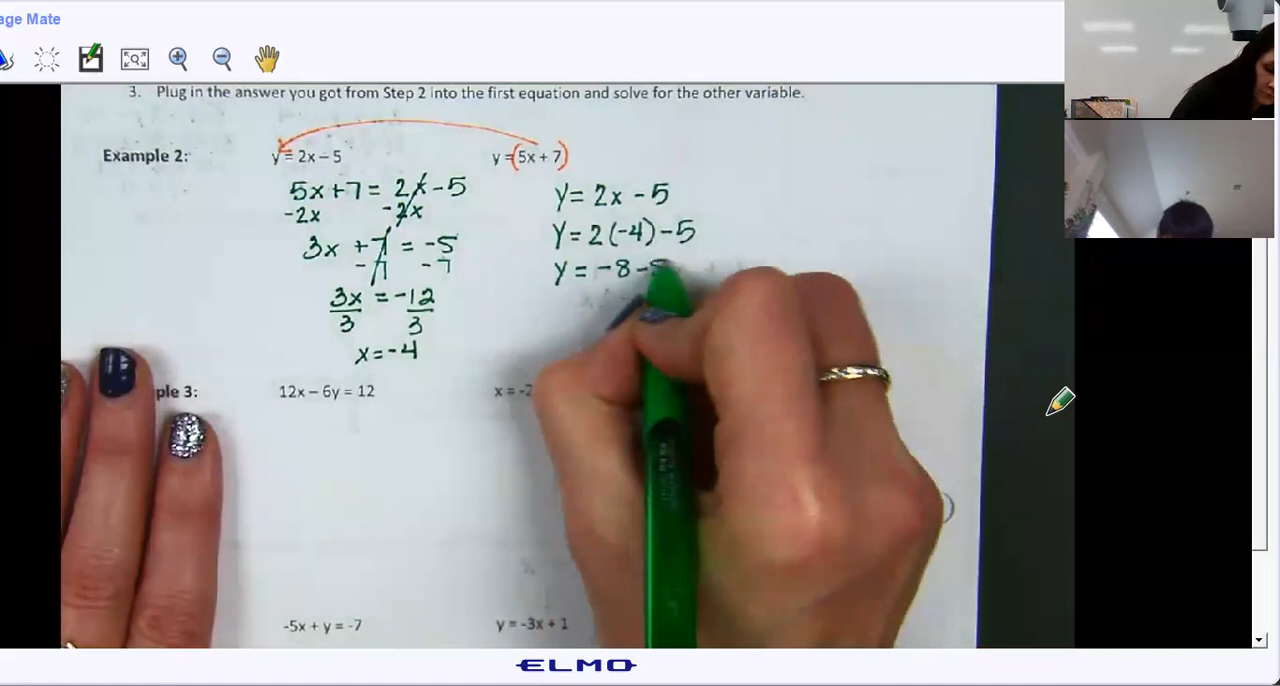 age Mate
3. Plug in the answer you got from Step 2 into the first equation and solve for the other variable.
Example 2: y = 2x – 5 y = (5x + 7)
5x + 7 = 2x - 5
-2x -2x
3x + 7 = -5
-7 -7
3x = -12
3 3
x = -4
y = 2x - 5
y = 2(-4) - 5
y = -8 - 5
ple 3: 12x – 6y = 12 x = -2
-5x + y = -7 y = -3x + 1
ELMO